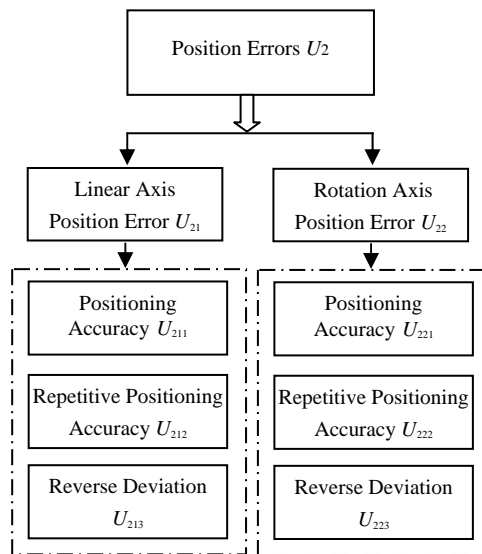 Position Errors U2
Linear Axis
Position Error U21
Rotation Axis
Position Error U22
Positioning
Accuracy U211
Repetitive Positioning
Accuracy U212
Reverse Deviation
U213
Positioning
Accuracy U221
Repetitive Positioning
Accuracy U222
Reverse Deviation
U223